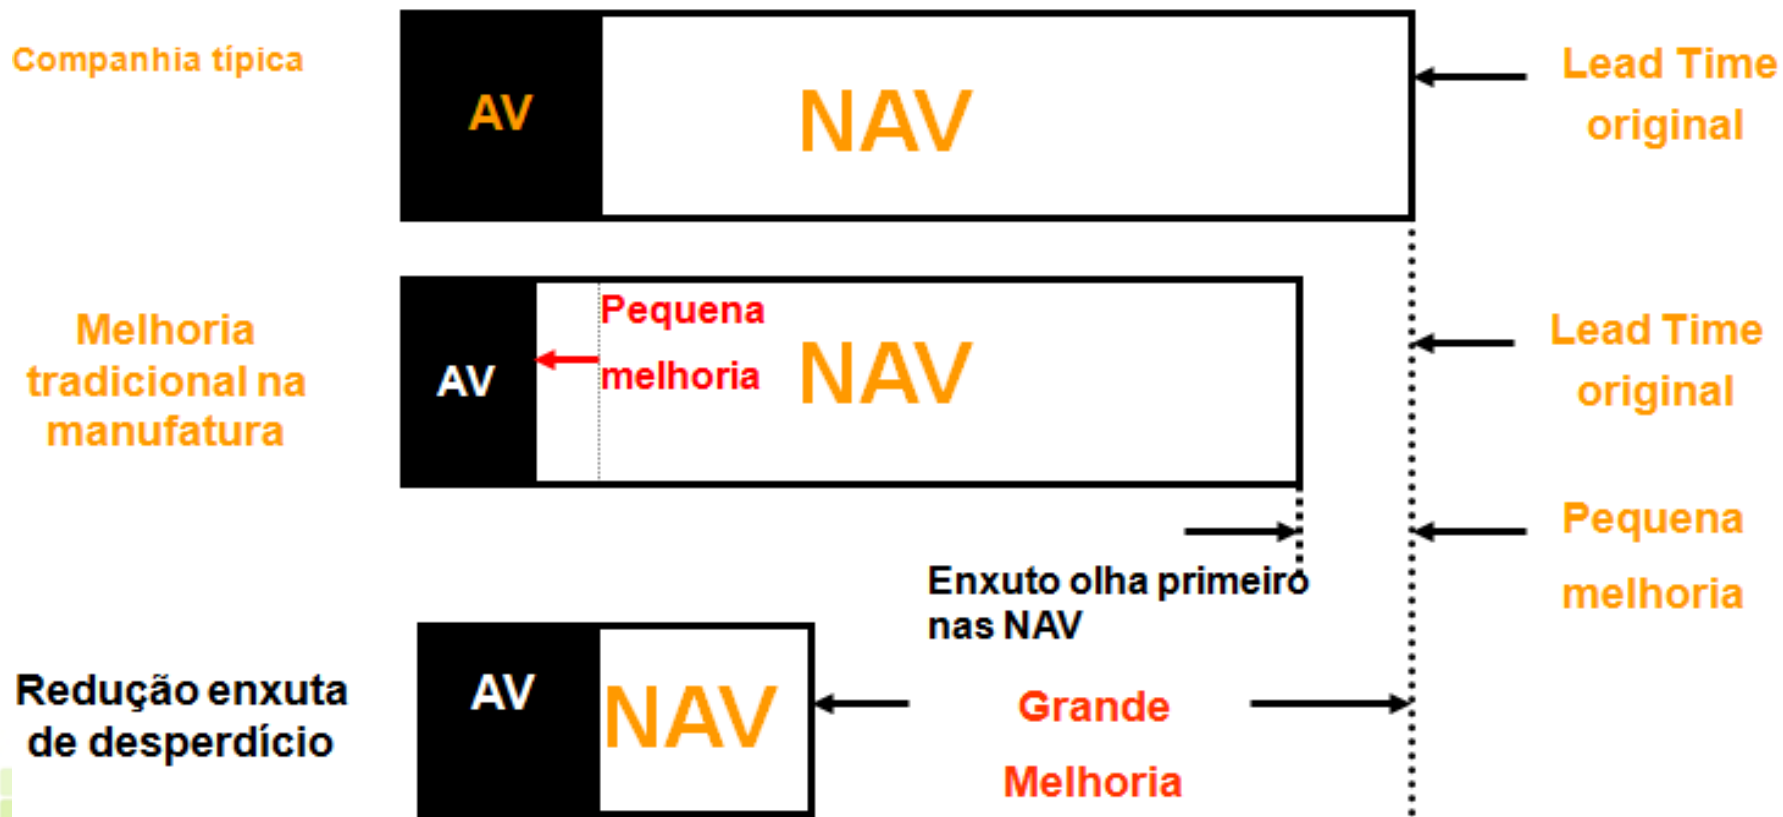 Companhia típica
AV
NAV
Lead Time
original
Melhoria
tradicional na
manufatura
AV
Pequena
melhoria
NAV
Lead Time
original
Pequena
melhoria
Enxuto olha primeiro
nas NAV
Redução enxuta
de desperdício
AV
NAV
Grande
Melhoria